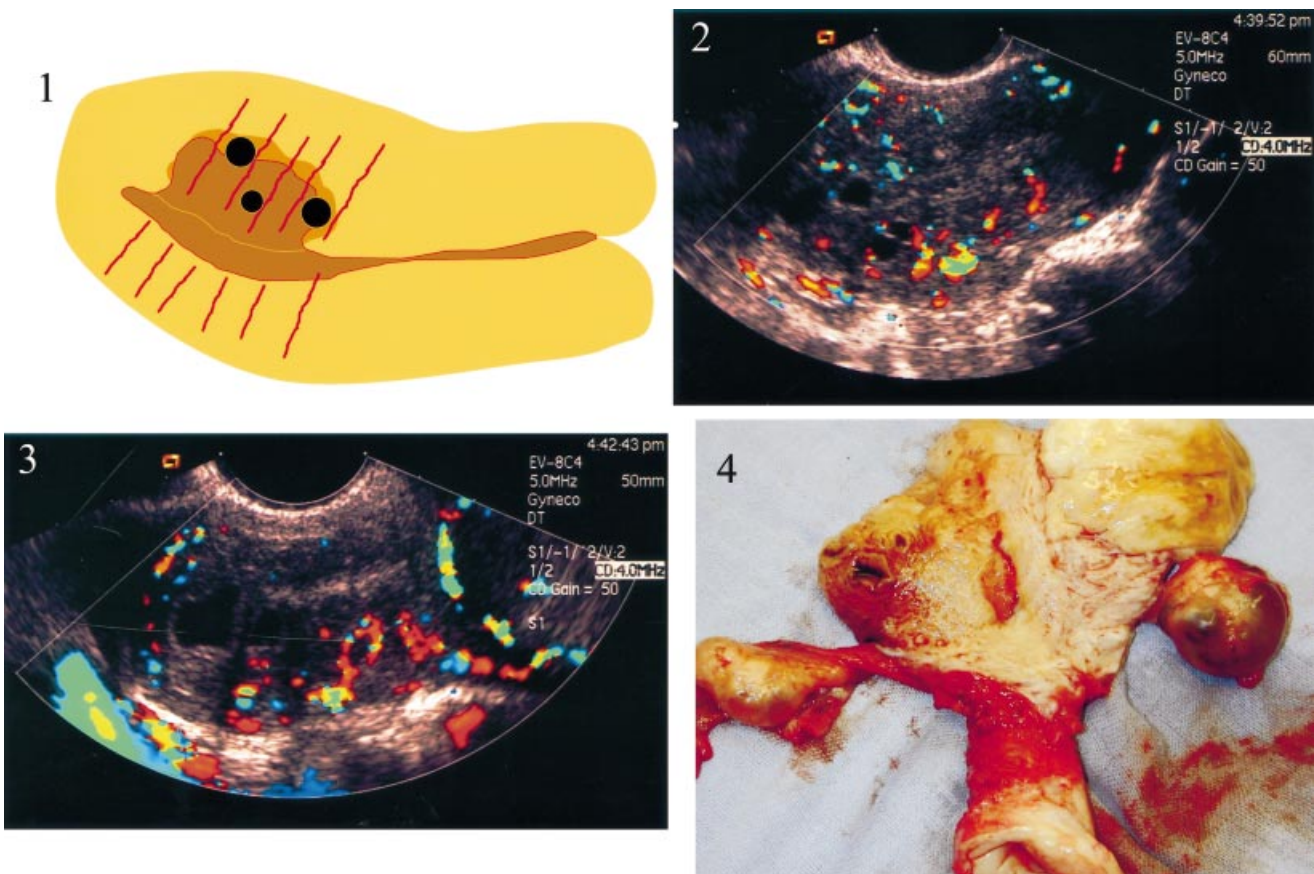 1
2
4:39:52 pm
EV-8C4
5.0MHz 60mm
Gyneco
DT
S1/-1/ 2/V:2
1/2 CD:4.0MHz
CD Gain = 50
3
4:42:43 pm
EV-8C4
5.0MHz 50mm
Gyneco
DT
S1/-1/ 2/V:2
1/2 CD:4.0MHz
CD Gain = 50
S1
4